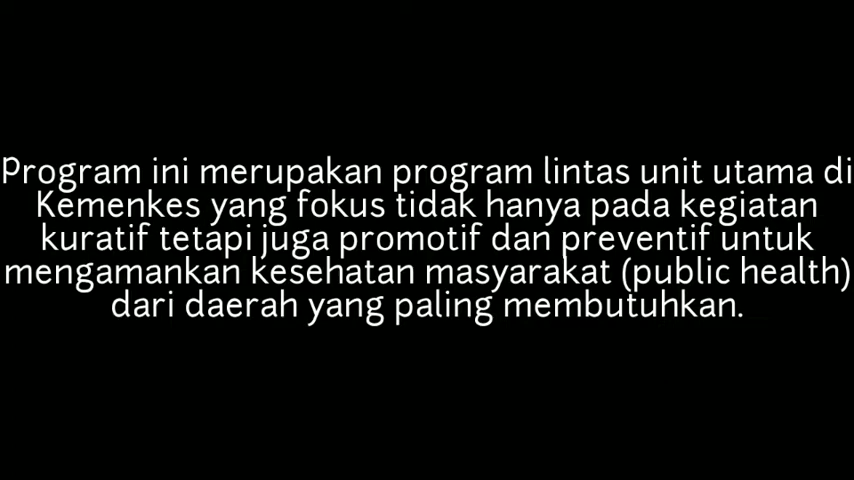 Program ini merupakan program lintas unit utama di
Kemenkes yang fokus tidak hanya pada kegiatan
kuratif tetapi juga promotif dan preventif untuk
mengamankan kesehatan masyarakat (public health)
dari daerah yang paling membutuhkan.